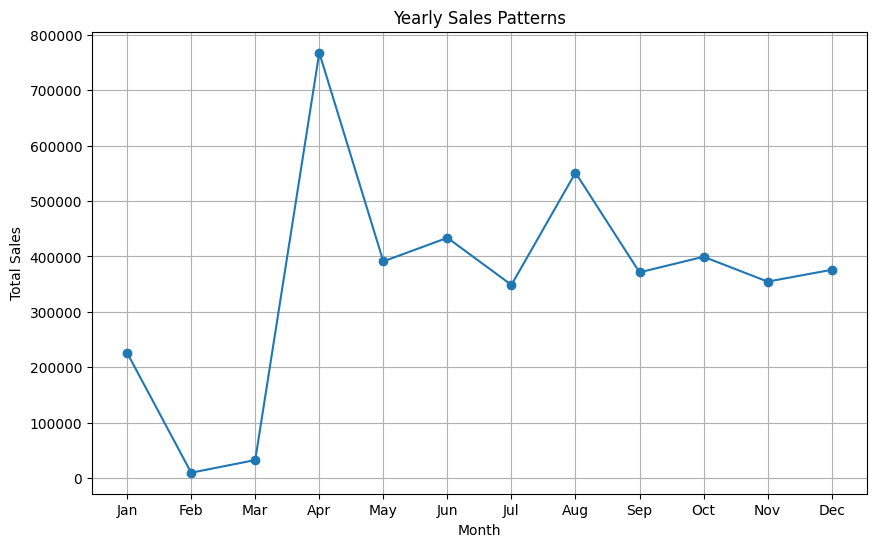 Yearly Sales Patterns
800000
700000
600000
500000
400000
300000
200000
100000
0
Total Sales
Jan Feb Mar Apr May Jun Jul Aug Sep Oct Nov Dec
Month